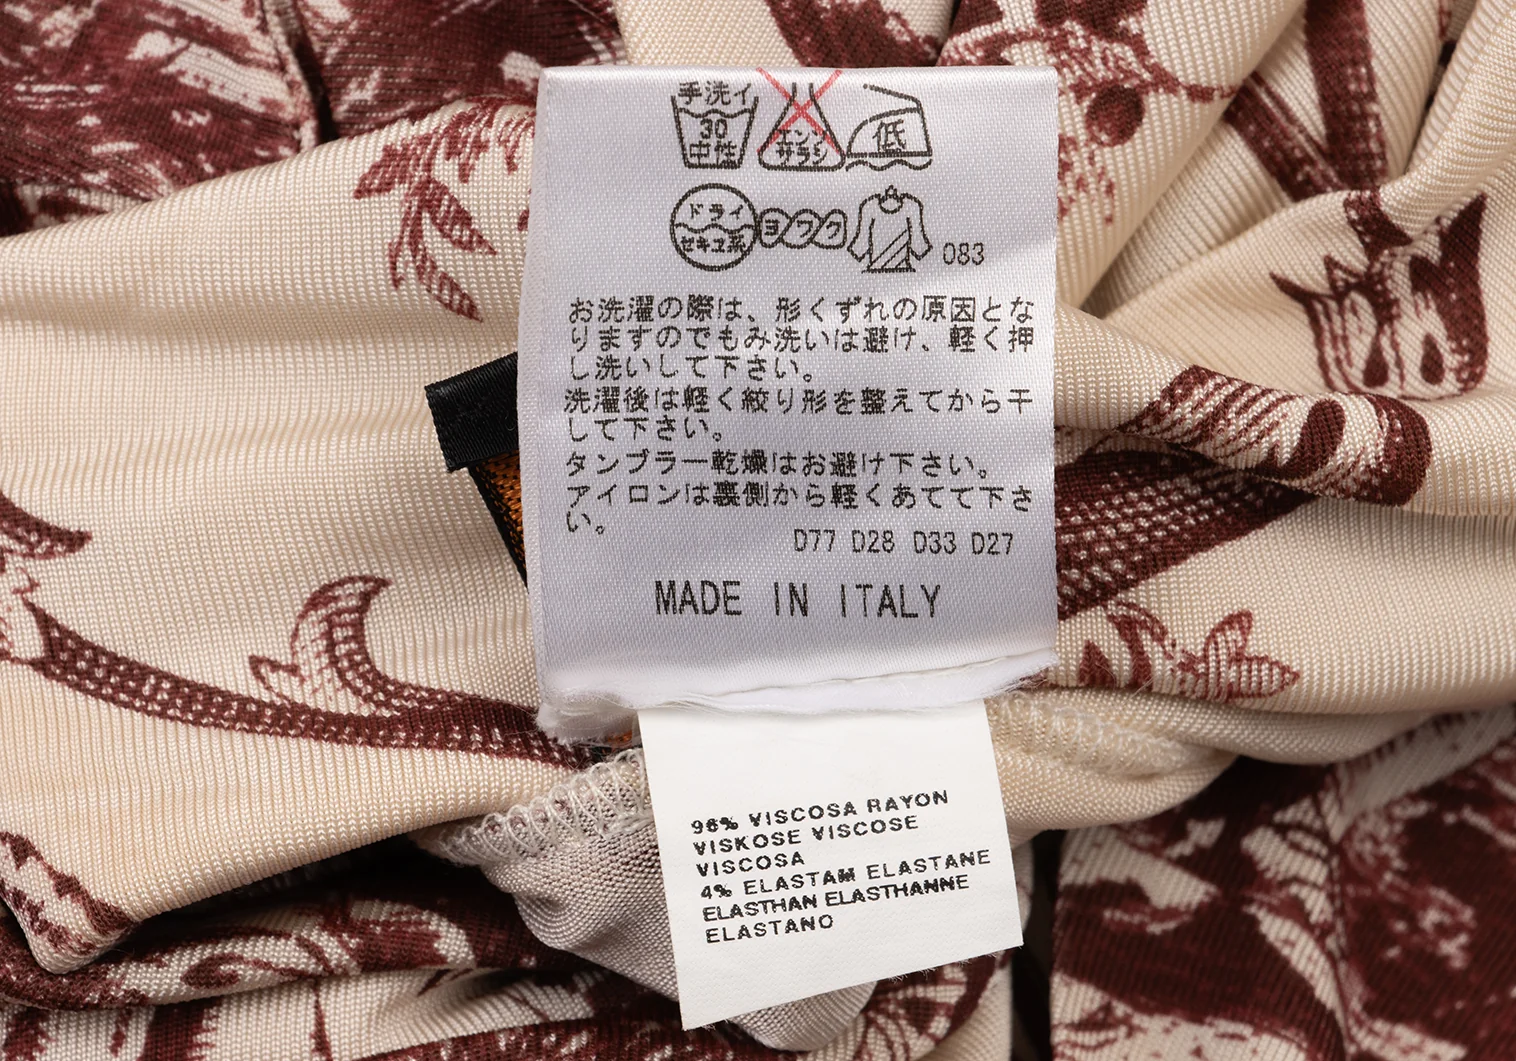 手洗イ
30
中性
エンソ
サラシ
低
ドライ
セキユ系
ヨワク
083
お洗濯の際は、形くずれの原因とな
りますのでもみ洗いは避け、軽く押
し洗いして下さい。
洗濯後は軽く絞り形を整えてから干
して下さい。
タンブラー乾燥はお避け下さい。
アイロンは裏側から軽くあてて下さ
い。
D77 D28 D33 D27
MADE IN ITALY
96% VISCOSA RAYON
VISKOSE VISCOSE
VISCOSA
4% ELASTAM ELASTANE
ELASTHAN ELASTHANNE
ELASTANO